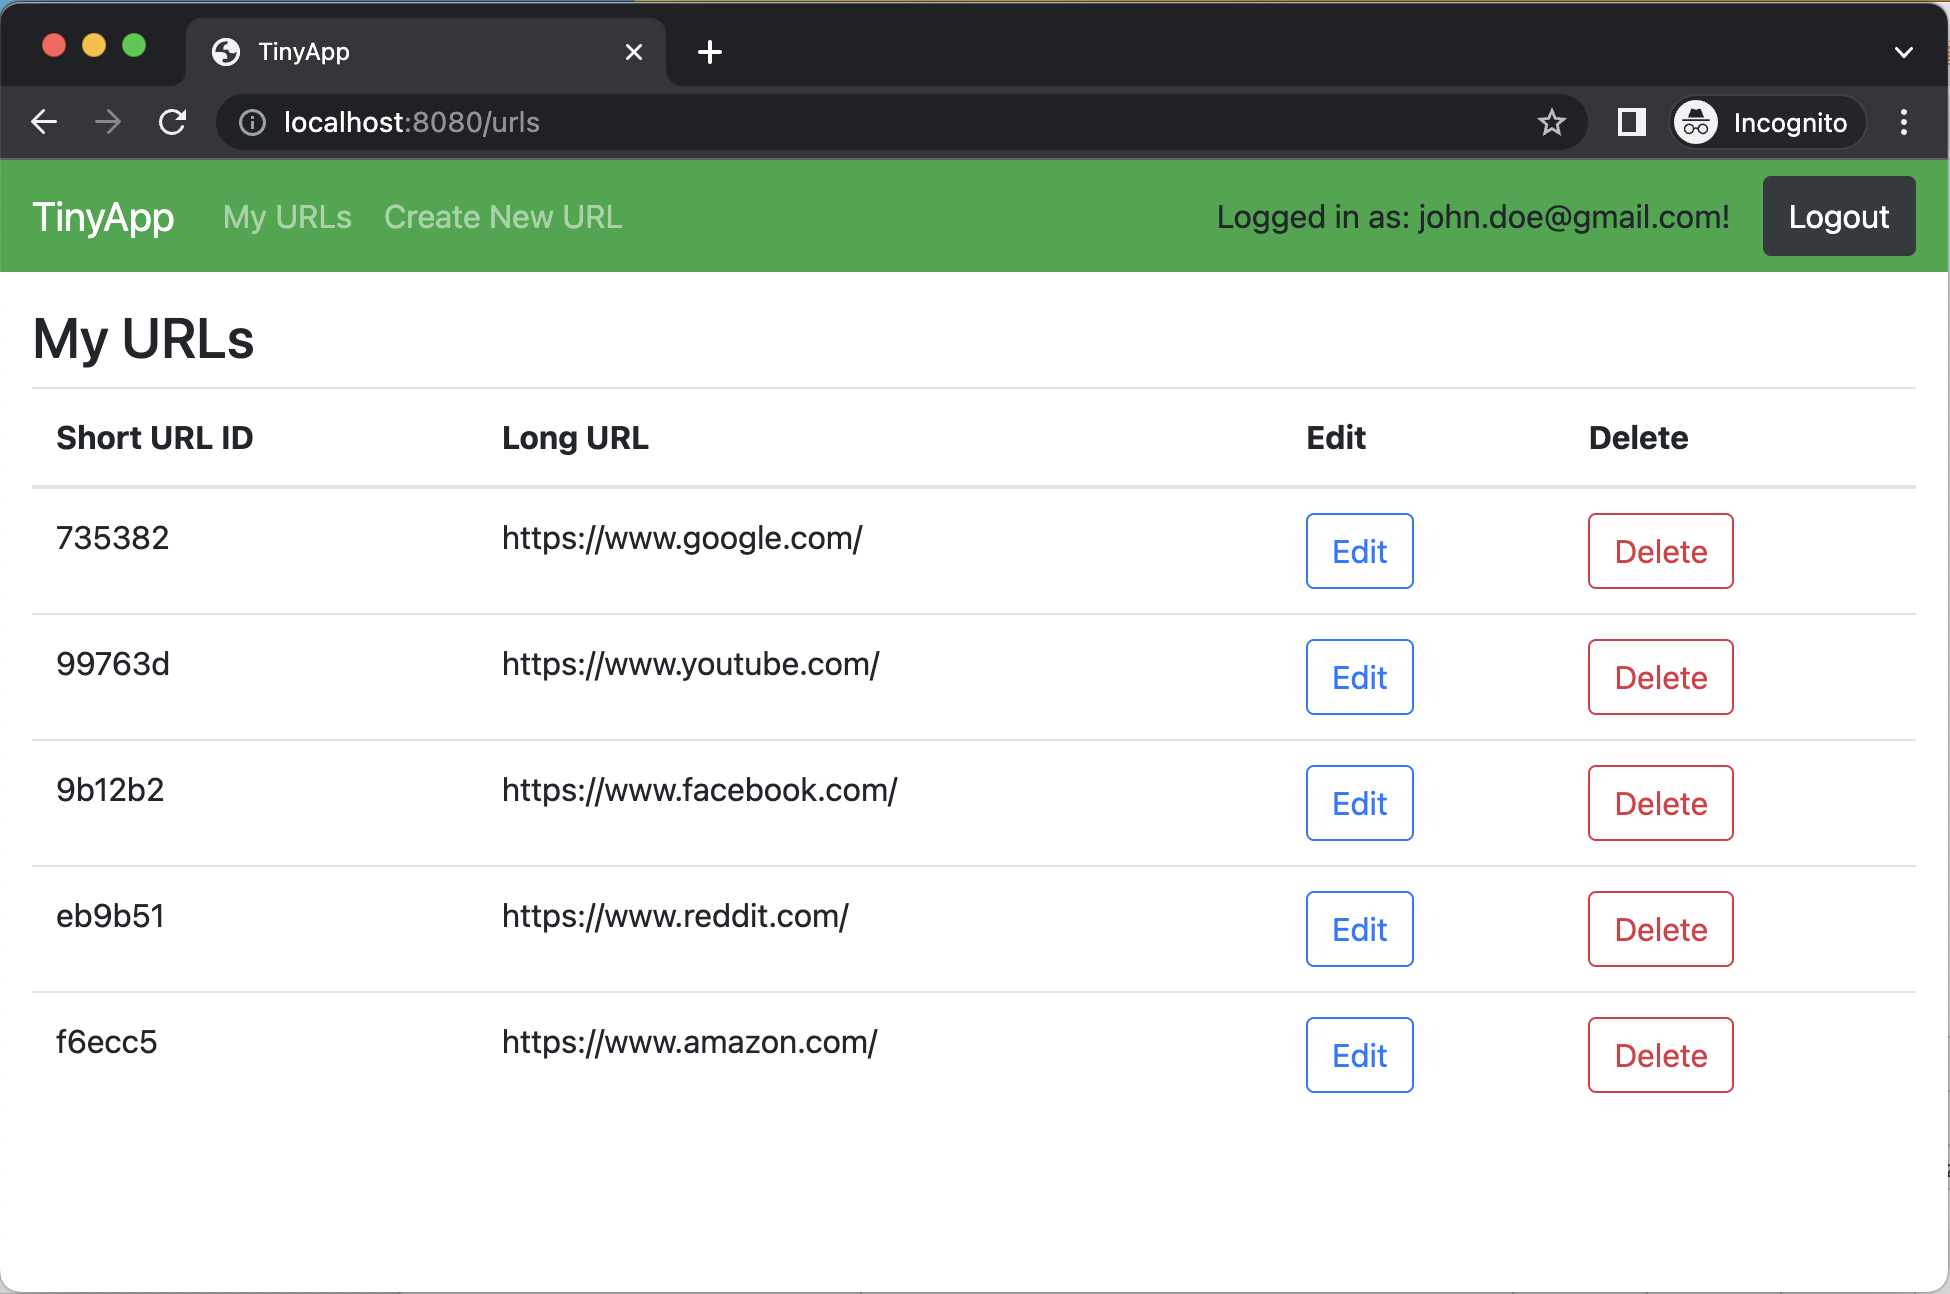 TinyApp
localhost:8080/urls
Incognito
TinyApp My URLs Create New URL Logged in as: john.doe@gmail.com! Logout
My URLs
Short URL ID Long URL Edit Delete
735382 https://www.google.com/ Edit Delete
99763d https://www.youtube.com/ Edit Delete
9b12b2 https://www.facebook.com/ Edit Delete
eb9b51 https://www.reddit.com/ Edit Delete
f6ecc5 https://www.amazon.com/ Edit Delete